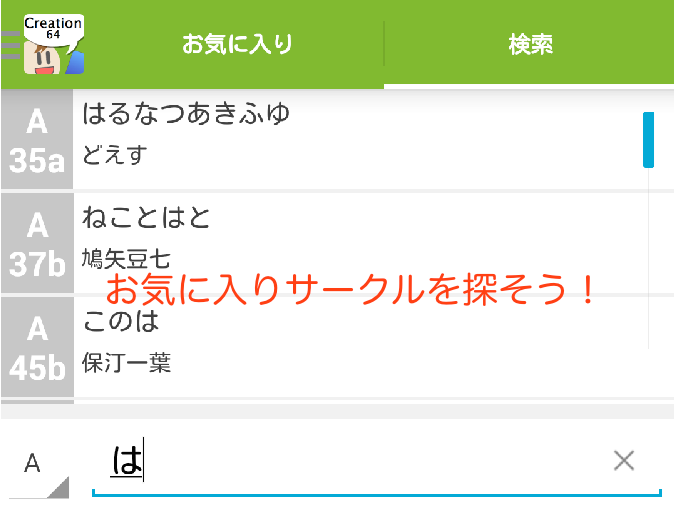 Creation
64
お気に入り
検索
A
35a
はるなつあきふゆ
どえす
A
37b
ねことはと
鳩矢豆七
お気に入りサークルを探そう！
A
45b
このは
保汀一葉
A
は